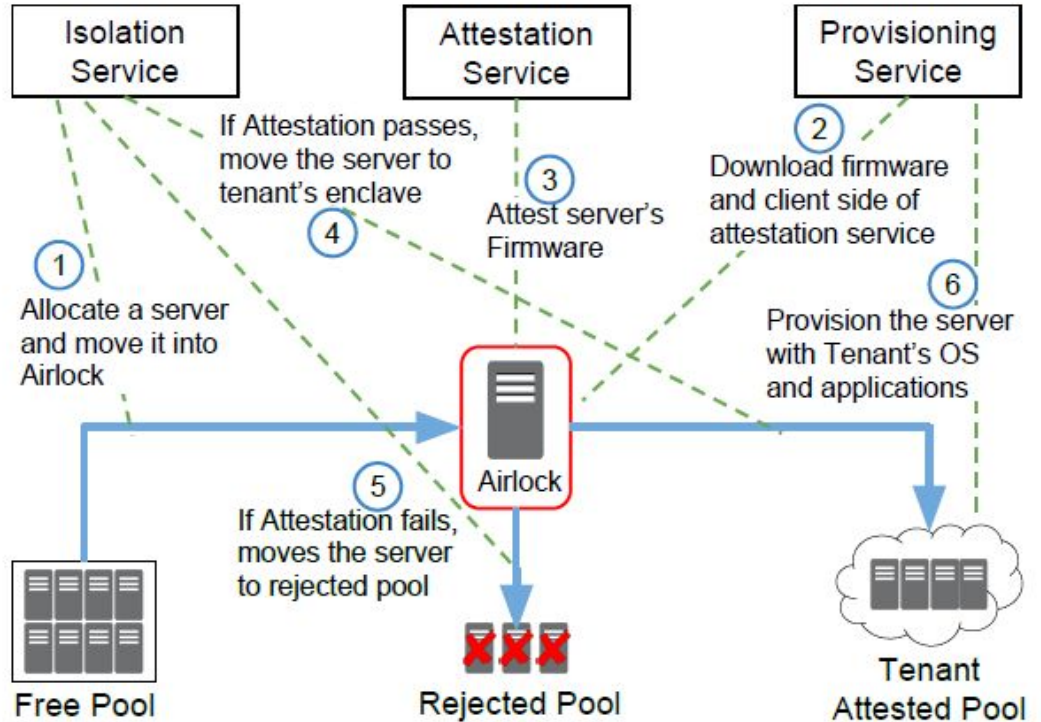 Isolation
Service
Attestation
Service
Provisioning
Service
1
Allocate a server
and move it into
Airlock
If Attestation passes,
move the server to
tenant's enclave
4
3
Attest server's
Firmware
2
Download firmware
and client side of
attestation service
6
Provision the server
with Tenant's OS
and applications
Airlock
5
If Attestation fails,
moves the server
to rejected pool
Free Pool
Rejected Pool
Tenant
Attested Pool